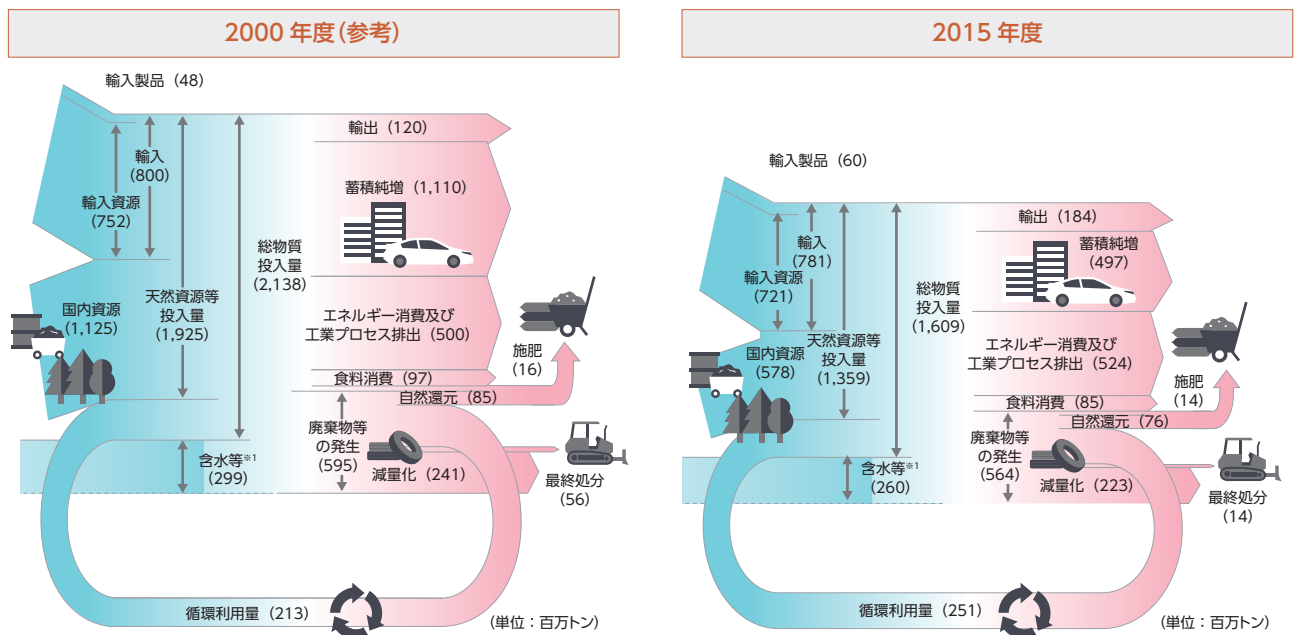 2000 年度(参考)
輸入製品(48)
輸入
(800)
輸入資源
(752)
国内資源
(1,125)
天然資源等
投入量
(1,925)
総物質
投入量
(2,138)
含水等※1
(299)
輸出(120)
蓄積純増(1,110)
エネルギー消費及び
工業プロセス排出(500)
食料消費(97)
自然還元(85)
施肥
(16)
廃棄物等
の発生
(595)
減量化(241)
最終処分
(56)
循環利用量(213)
(単位:百万トン)
2015 年度
輸入製品(60)
輸入
(781)
輸入資源
(721)
国内資源
(578)
天然資源等
投入量
(1,359)
総物質
投入量
(1,609)
含水等※1
(260)
輸出(184)
蓄積純増
(497)
エネルギー消費及び
工業プロセス排出(524)
食料消費(85)
自然還元(76)
施肥
(14)
廃棄物等
の発生
(564)
減量化(223)
最終処分
(14)
循環利用量(251)
(単位:百万トン)